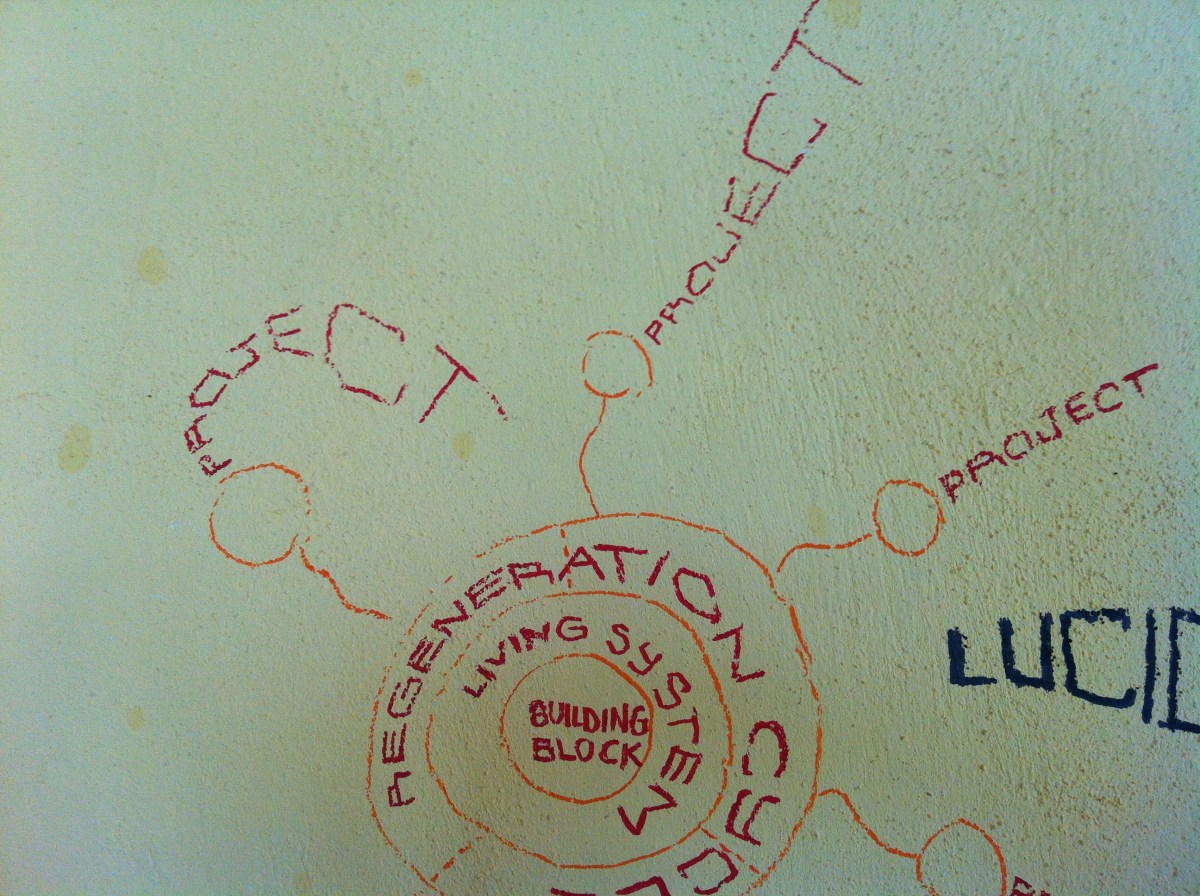 PROJECT
PROJECT
PROJECT
REGENERATION CYCLE
LIVING SYSTEM
BUILDING
BLOCK
LUCID